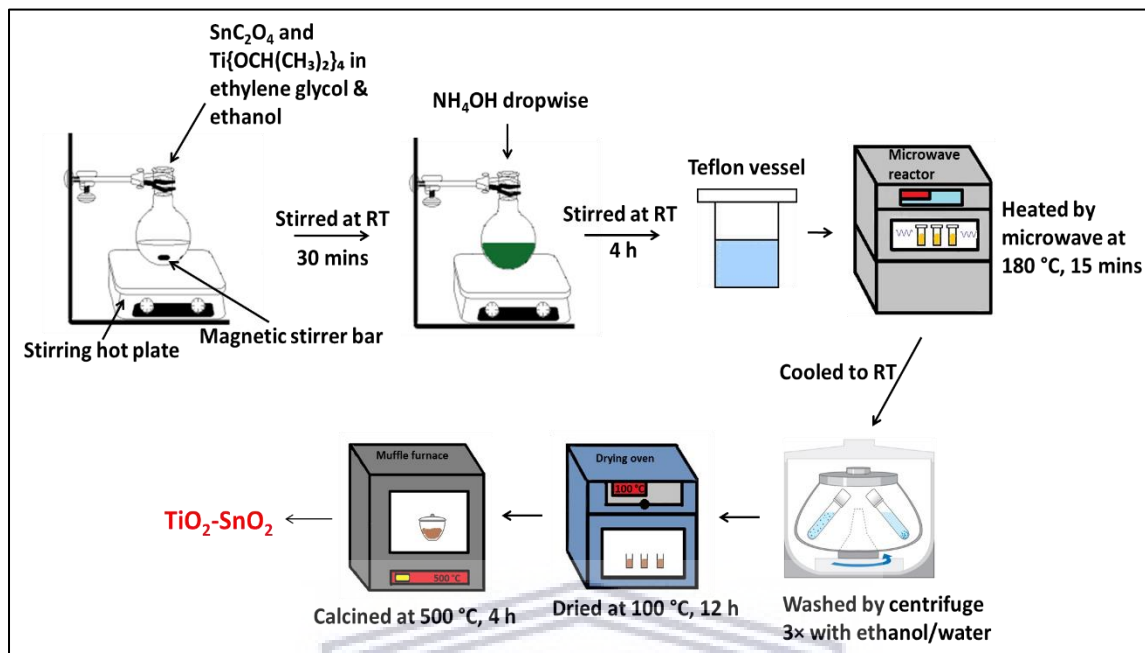 SnC₂O₄ and
Ti{OCH(CH₃)₂}₄ in
ethylene glycol &
ethanol
NH₄OH dropwise
Stirred at RT
30 mins
Stirring hot plate
Magnetic stirrer bar
Stirred at RT
4 h
Teflon vessel
Microwave
reactor
Heated by
microwave at
180 °C, 15 mins
Cooled to RT
Washed by centrifuge
3× with ethanol/water
Drying oven
100 °C
Dried at 100 °C, 12 h
Muffle furnace
500 °C
Calcined at 500 °C, 4 h
TiO₂-SnO₂